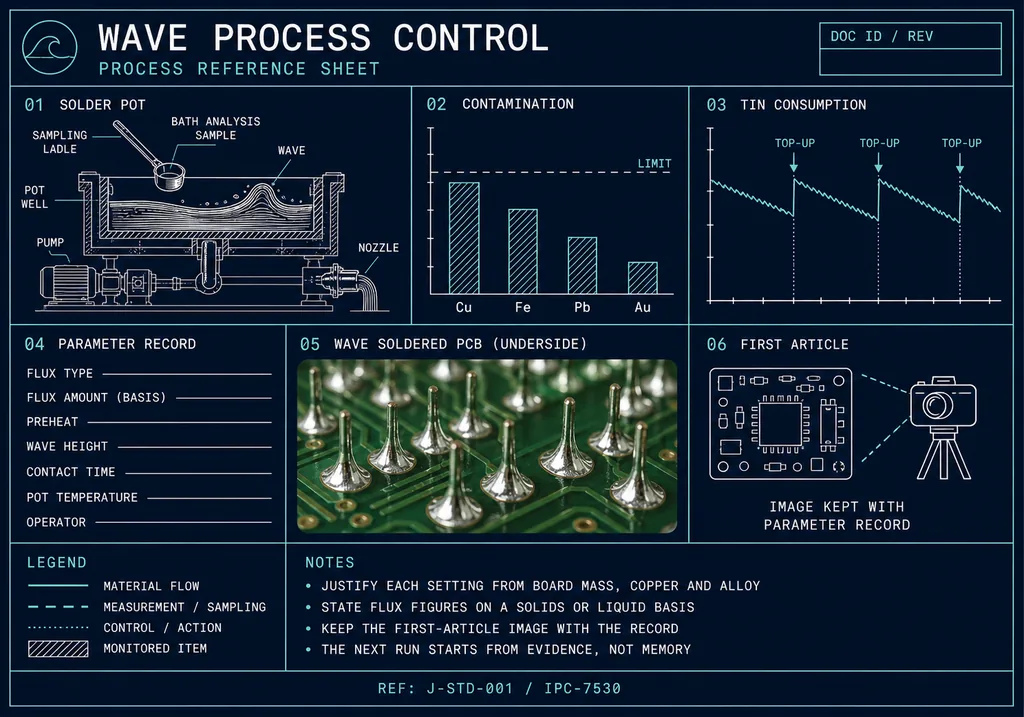 WAVE PROCESS CONTROL
PROCESS REFERENCE SHEET
DOC ID / REV
01 SOLDER POT
SAMPLING
LADLE
BATH ANALYSIS
SAMPLE
WAVE
POT
WELL
PUMP
NOZZLE
02 CONTAMINATION
LIMIT
Cu Fe Pb Au
03 TIN CONSUMPTION
TOP-UP TOP-UP TOP-UP
04 PARAMETER RECORD
FLUX TYPE
FLUX AMOUNT (BASIS)
PREHEAT
WAVE HEIGHT
CONTACT TIME
POT TEMPERATURE
OPERATOR
05 WAVE SOLDERED PCB (UNDERSIDE)
06 FIRST ARTICLE
IMAGE KEPT WITH
PARAMETER RECORD
LEGEND
MATERIAL FLOW
MEASUREMENT / SAMPLING
CONTROL / ACTION
MONITORED ITEM
NOTES
• JUSTIFY EACH SETTING FROM BOARD MASS, COPPER AND ALLOY
• STATE FLUX FIGURES ON A SOLIDS OR LIQUID BASIS
• KEEP THE FIRST-ARTICLE IMAGE WITH THE RECORD
• THE NEXT RUN STARTS FROM EVIDENCE, NOT MEMORY
REF: J-STD-001 / IPC-7530